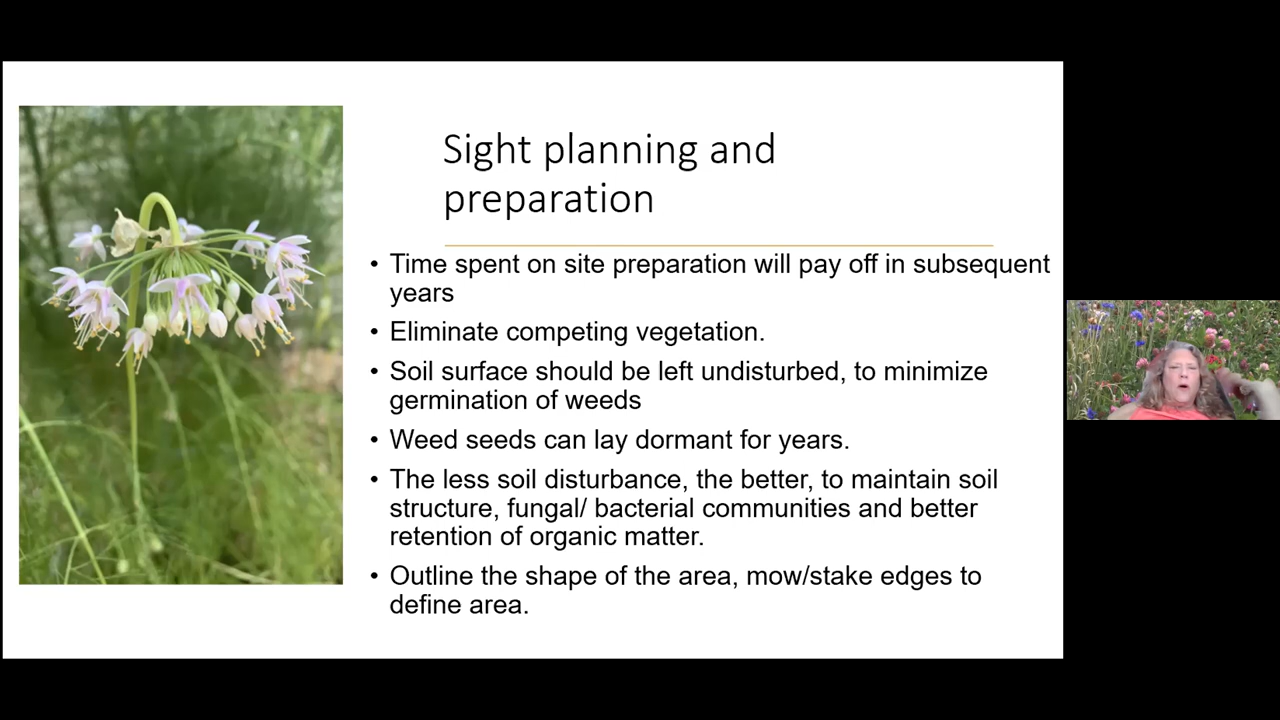 Sight planning and
preparation
• Time spent on site preparation will pay off in subsequent
years
• Eliminate competing vegetation.
• Soil surface should be left undisturbed, to minimize
germination of weeds
• Weed seeds can lay dormant for years.
• The less soil disturbance, the better, to maintain soil
structure, fungal/ bacterial communities and better
retention of organic matter.
• Outline the shape of the area, mow/stake edges to
define area.